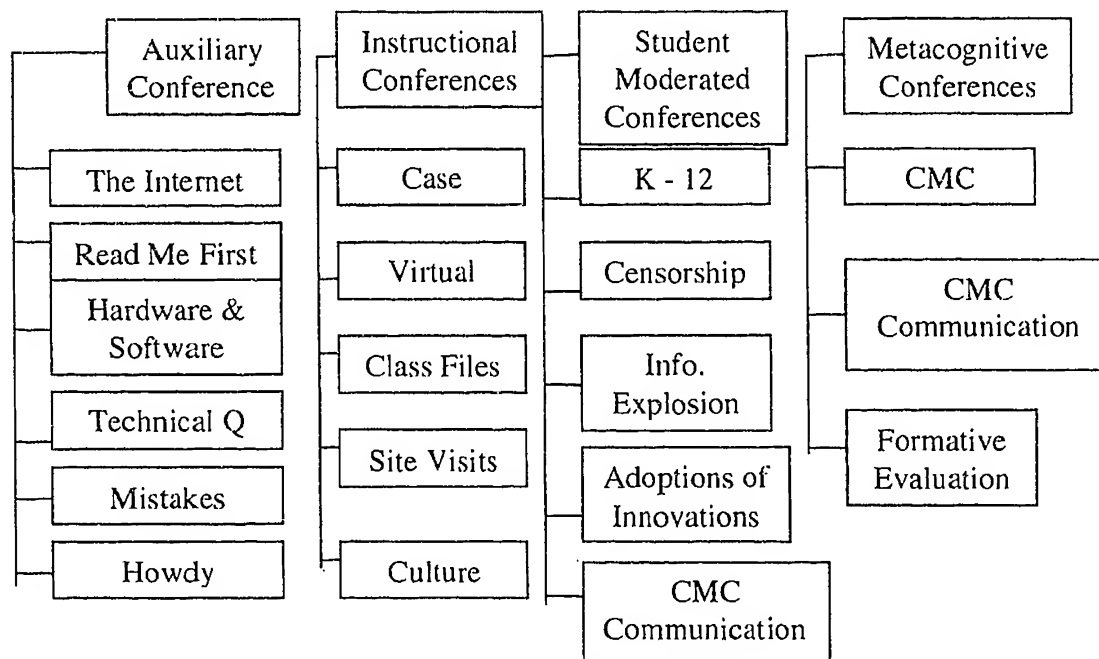 Auxiliary
Conference
The Internet
Read Me First
Hardware &
Software
Technical Q
Mistakes
Howdy
Instructional
Conferences
Case
Virtual
Class Files
Site Visits
Culture
Student
Moderated
Conferences
K - 12
Censorship
Info.
Explosion
Adoptions of
Innovations
CMC
Communication
Metacognitive
Conferences
CMC
CMC
Communication
Formative
Evaluation